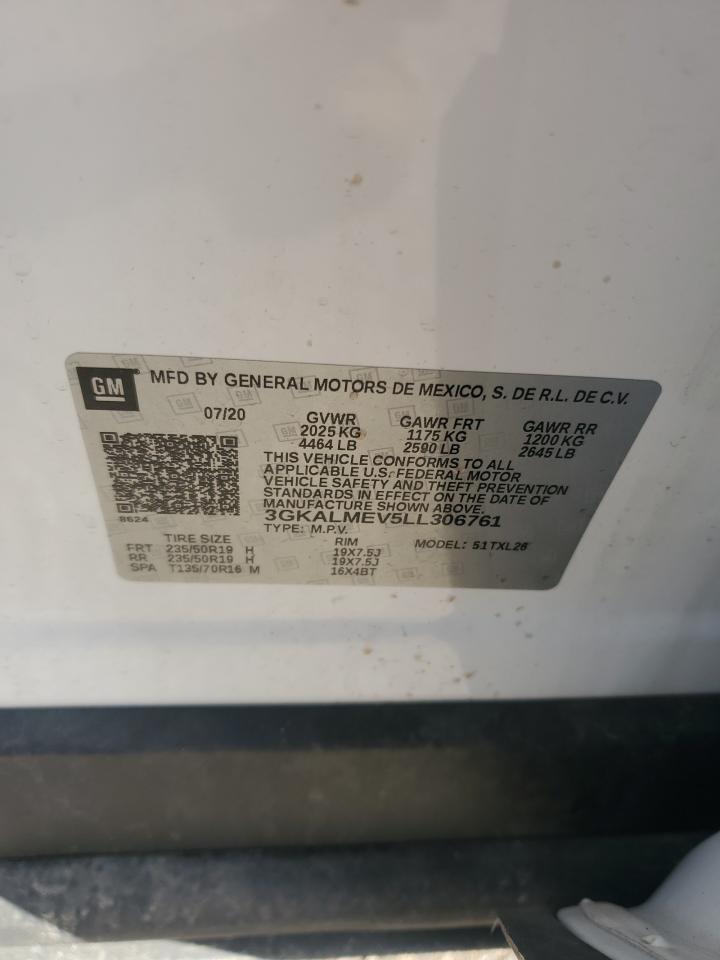 GM
MFD BY GENERAL MOTORS DE MEXICO, S. DE R.L. DE C.V.
07/20 GVWR GAWR FRT GAWR RR
2025 KG 1175 KG 1200 KG
4464 LB 2590 LB 2645 LB
THIS VEHICLE CONFORMS TO ALL
APPLICABLE U.S. FEDERAL MOTOR
VEHICLE SAFETY AND THEFT PREVENTION
STANDARDS IN EFFECT ON THE DATE OF
MANUFACTURE SHOWN ABOVE.
8624 3GKALMEV5LL306761
TYPE: M.P.V. MODEL: 51TXL26
TIRE SIZE RIM
FRT 235/50R19 H 19X7.5J
RR 235/50R19 H 19X7.5J
SPA T135/70R16 M 16X4BT